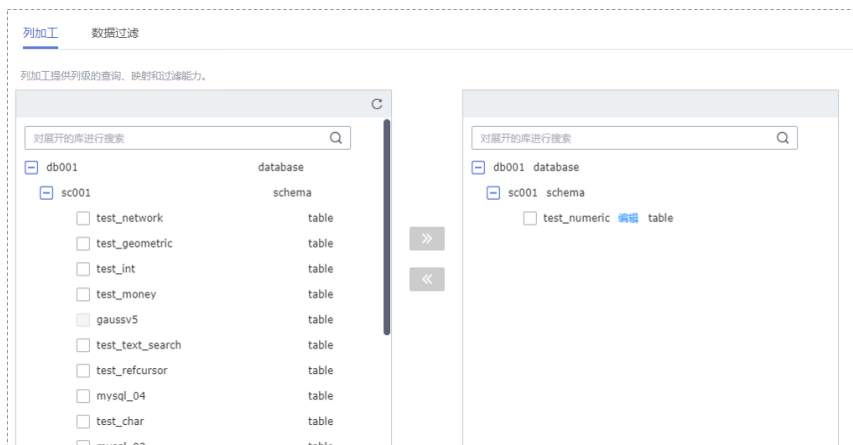 列加工 数据过滤
列加工提供列级的查询、映射和过滤能力。
对展开的库进行搜索
db001 database
sc001 schema
test_network table
test_geometric table
test_int table
test_money table
gaussv5 table
test_text_search table
test_refcursor table
mysql_04 table
test_char table
对展开的库进行搜索
db001 database
sc001 schema
test_numeric 编辑 table